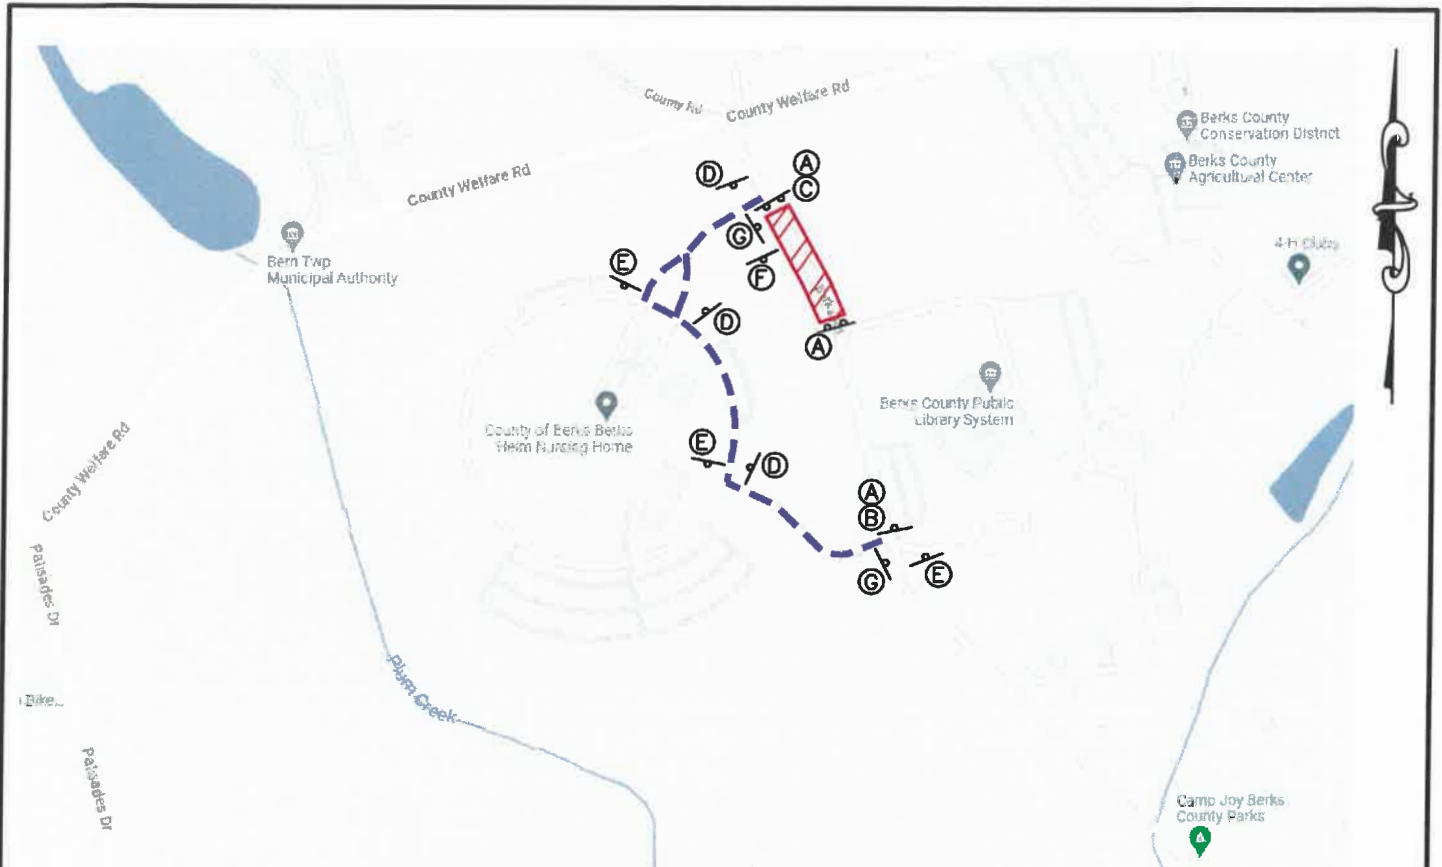 County Rd
County Welfare Rd
Berks County
Conservation District
Berks County
Agricultural Center
D
A
C
County Welfare Rd
G
E
F
4-H Clubs
Bern Twp
Municipal Authority
D
A
Berks County Public
Library System
County of Berks Berks
Heim Nursing Home
County Welfare Rd
E
D
A
B
G
E
Palisades Dr
Plum Creek
Palisades Dr
Camp Joy Berks
County Parks